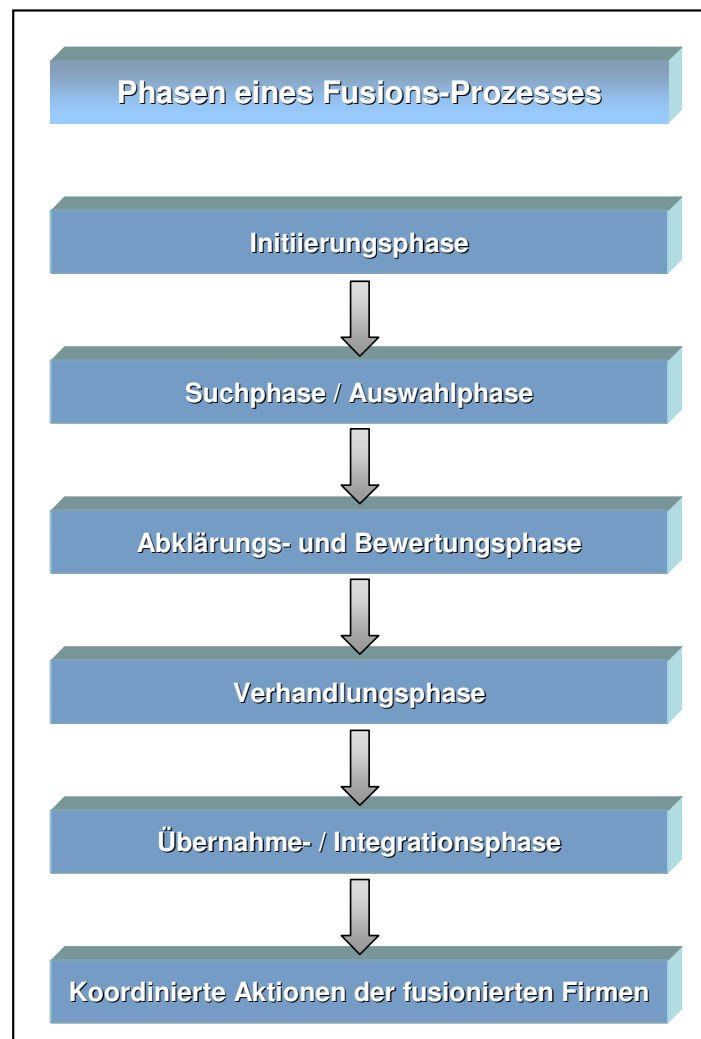 Phasen eines Fusions-Prozesses
Initiierungsphase
Suchphase / Auswahlphase
Abklärungs- und Bewertungsphase
Verhandlungsphase
Übernahme- / Integrationsphase
Koordinierte Aktionen der fusionierten Firmen